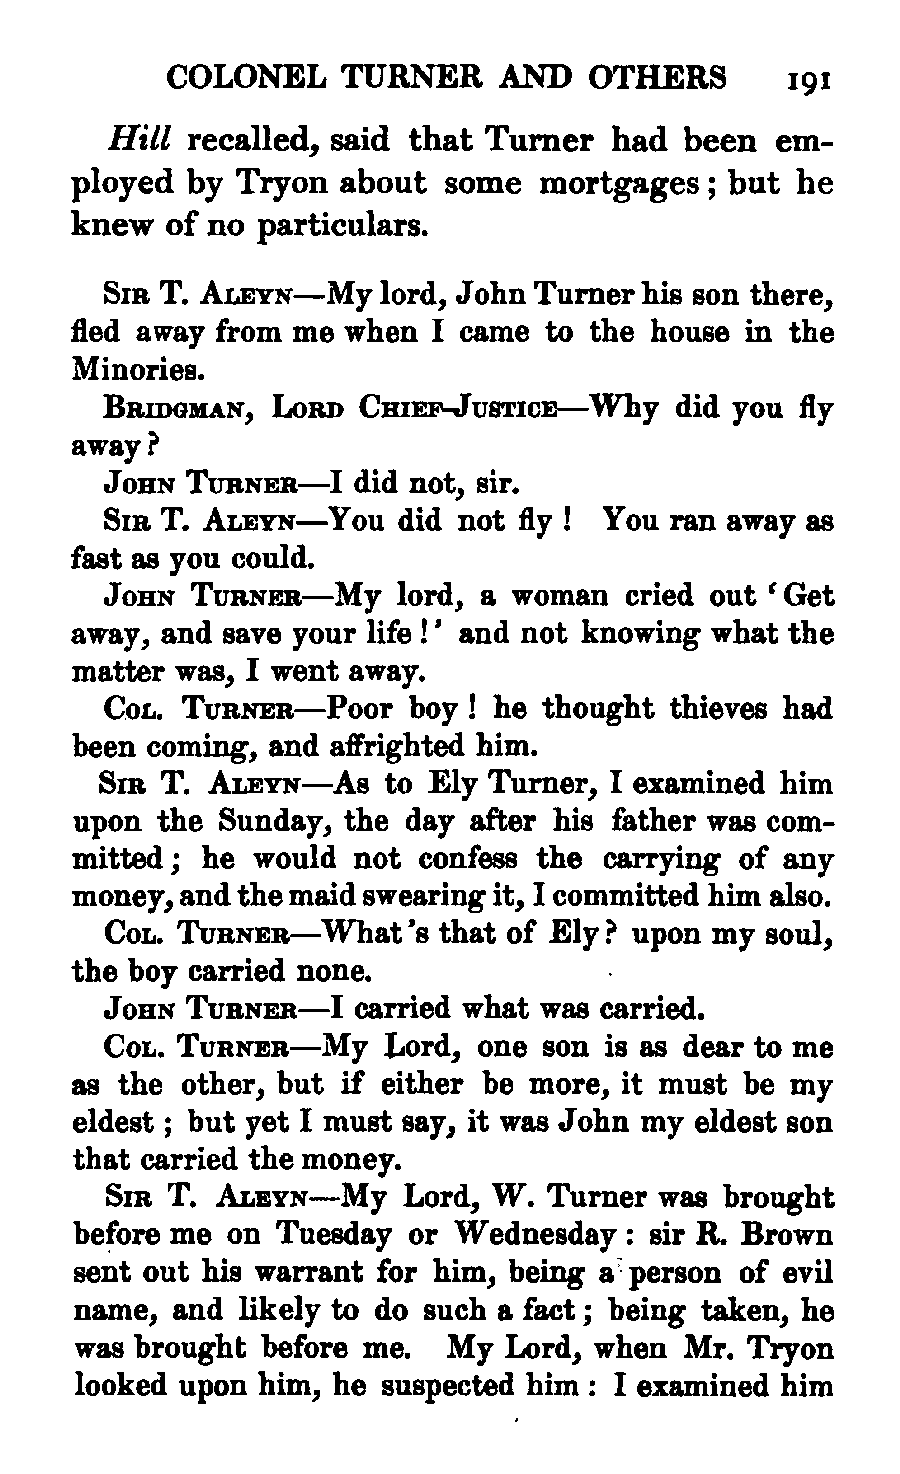 COLONEL TURNER AND OTHERS 191
Hill recalled, said that Turner had been em-
ployed by Tryon about some mortgages ; but he
knew of no particulars.
SIR T. ALEYN—My lord, John Turner his son there,
fled away from me when I came to the house in the
Minories.
BRIDGMAN, LORD CHIEF-JUSTICE—Why did you fly
away?
JOHN TURNER—I did not, sir.
SIR T. ALEYN—You did not fly ! You ran away as
fast as you could.
JOHN TURNER—My lord, a woman cried out ‘ Get
away, and save your life ! ’ and not knowing what the
matter was, I went away.
COL. TURNER—Poor boy ! he thought thieves had
been coming, and affrighted him.
SIR T. ALEYN—As to Ely Turner, I examined him
upon the Sunday, the day after his father was com-
mitted ; he would not confess the carrying of any
money, and the maid swearing it, I committed him also.
COL. TURNER—What ’s that of Ely? upon my soul,
the boy carried none.
JOHN TURNER—I carried what was carried.
COL. TURNER—My Lord, one son is as dear to me
as the other, but if either be more, it must be my
eldest ; but yet I must say, it was John my eldest son
that carried the money.
SIR T. ALEYN—My Lord, W. Turner was brought
before me on Tuesday or Wednesday : sir R. Brown
sent out his warrant for him, being a person of evil
name, and likely to do such a fact ; being taken, he
was brought before me. My Lord, when Mr. Tryon
looked upon him, he suspected him : I examined him